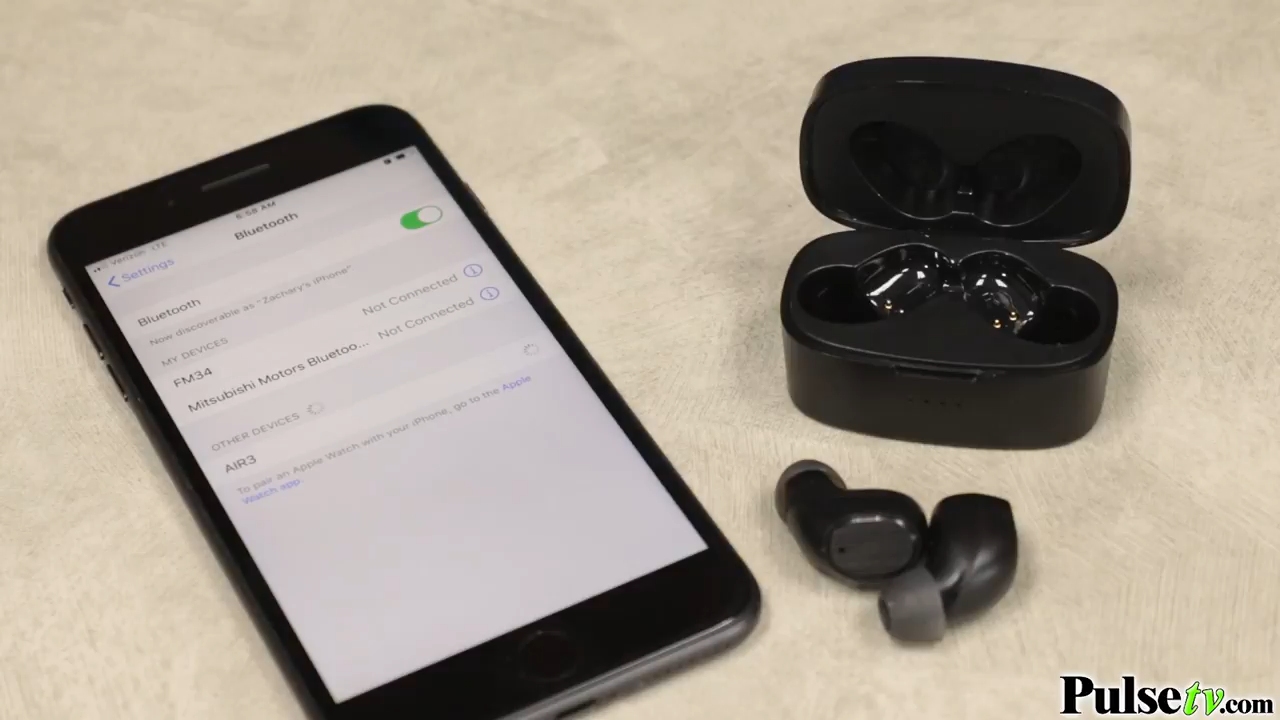 Verizon LTE
6:58 AM
Settings
Bluetooth
Bluetooth
Now discoverable as "Zachary's iPhone"
MY DEVICES
FM34 Not Connected
Mitsubishi Motors Bluetoo... Not Connected
OTHER DEVICES
AIR3
To pair an Apple Watch with your iPhone, go to the Apple
Watch app.
Pulsetv.com